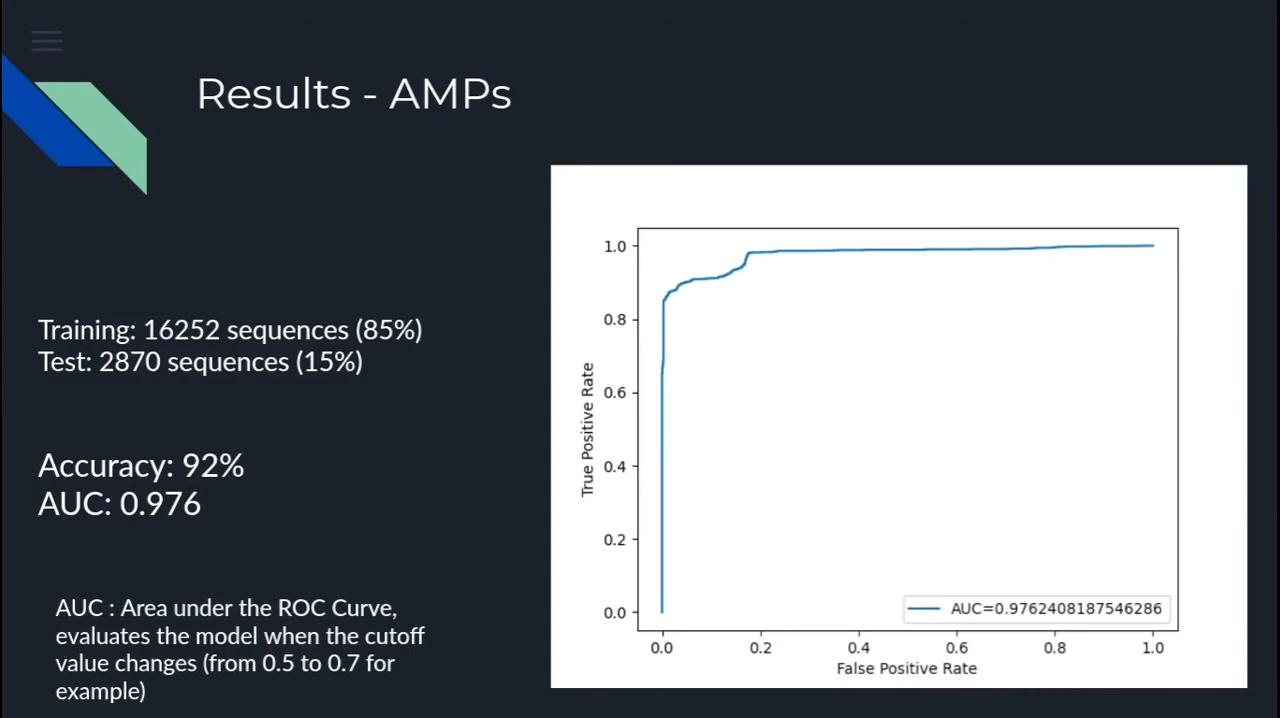 Results - AMPs
Training: 16252 sequences (85%)
Test: 2870 sequences (15%)
Accuracy: 92%
AUC: 0.976
AUC : Area under the ROC Curve,
evaluates the model when the cutoff
value changes (from 0.5 to 0.7 for
example)
True Positive Rate
1.0
0.8
0.6
0.4
0.2
0.0
AUC=0.9762408187546286
0.0 0.2 0.4 0.6 0.8 1.0
False Positive Rate